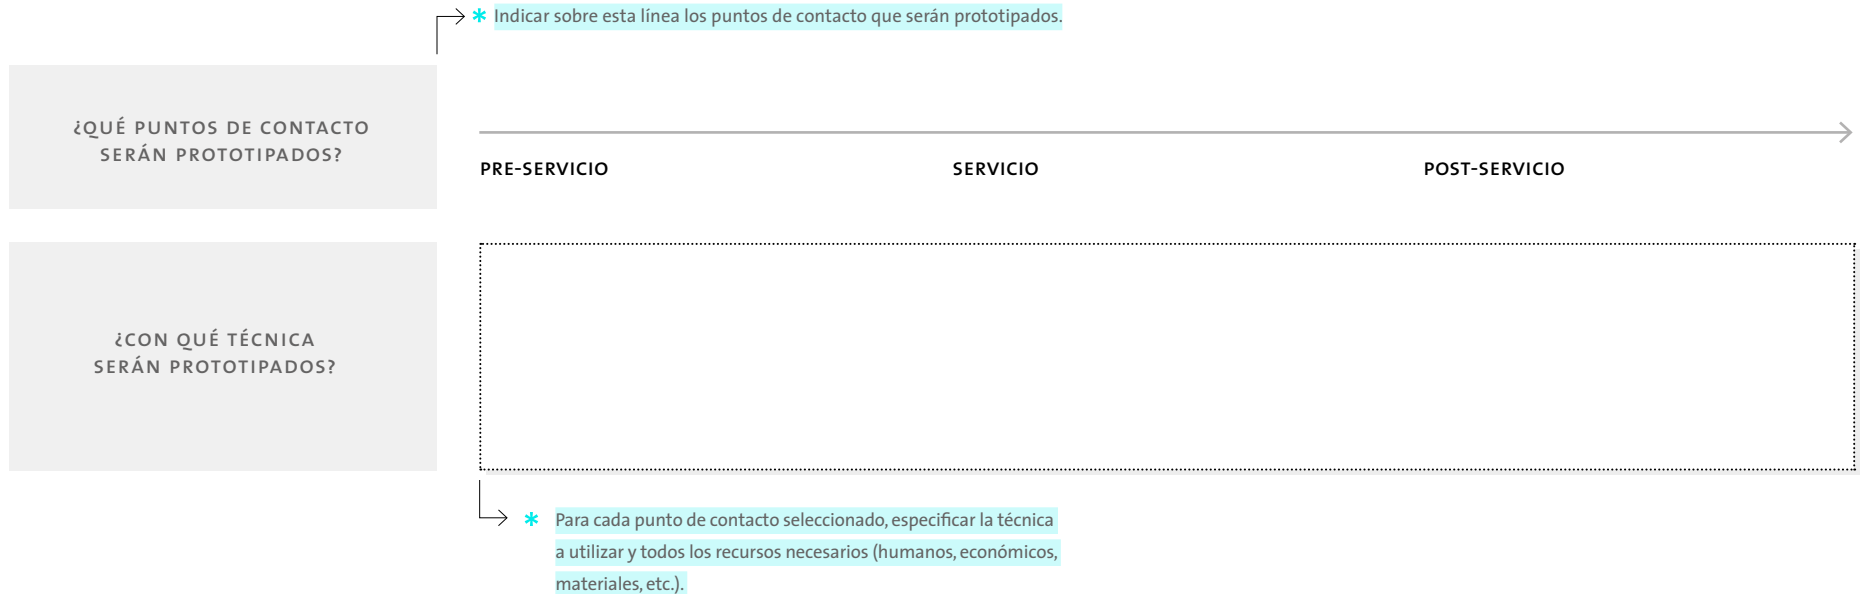 * Indicar sobre esta línea los puntos de contacto que serán prototipados.
¿QUÉ PUNTOS DE CONTACTO
SERÁN PROTOTIPADOS?
PRE-SERVICIO
SERVICIO
POST-SERVICIO
¿CON QUÉ TÉCNICA
SERÁN PROTOTIPADOS?
* Para cada punto de contacto seleccionado, especificar la técnica
a utilizar y todos los recursos necesarios (humanos, económicos,
materiales, etc.).